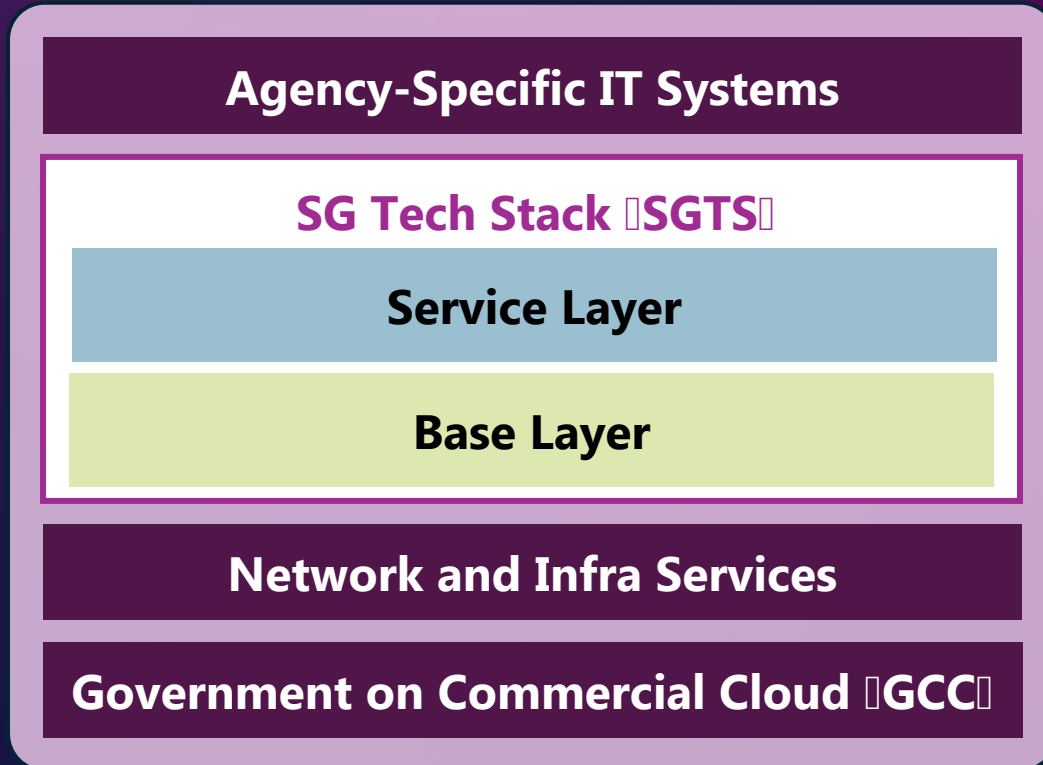 Agency-Specific IT Systems
SG Tech Stack ▯SGTS▯
Service Layer
Base Layer
Network and Infra Services
Government on Commercial Cloud ▯GCC▯